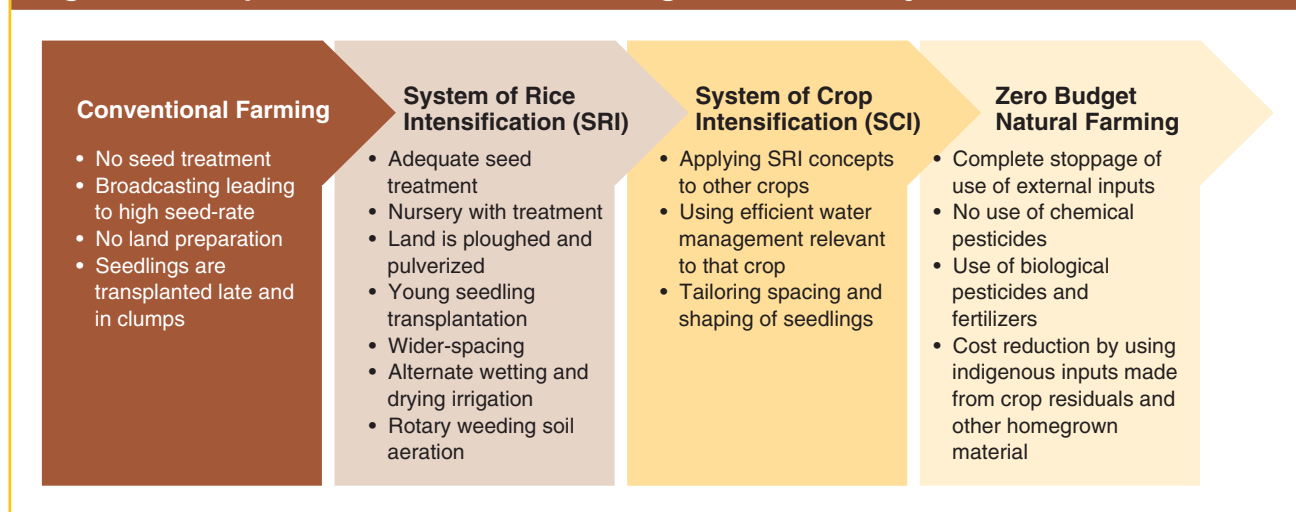 Conventional Farming
• No seed treatment
• Broadcasting leading
to high seed-rate
• No land preparation
• Seedlings are
transplanted late and
in clumps
System of Rice
Intensification (SRI)
• Adequate seed
treatment
• Nursery with treatment
• Land is ploughed and
pulverized
• Young seedling
transplantation
• Wider-spacing
• Alternate wetting and
drying irrigation
• Rotary weeding soil
aeration
System of Crop
Intensification (SCI)
• Applying SRI concepts
to other crops
• Using efficient water
management relevant
to that crop
• Tailoring spacing and
shaping of seedlings
Zero Budget
Natural Farming
• Complete stoppage of
use of external inputs
• No use of chemical
pesticides
• Use of biological
pesticides and
fertilizers
• Cost reduction by using
indigenous inputs made
from crop residuals and
other homegrown
material